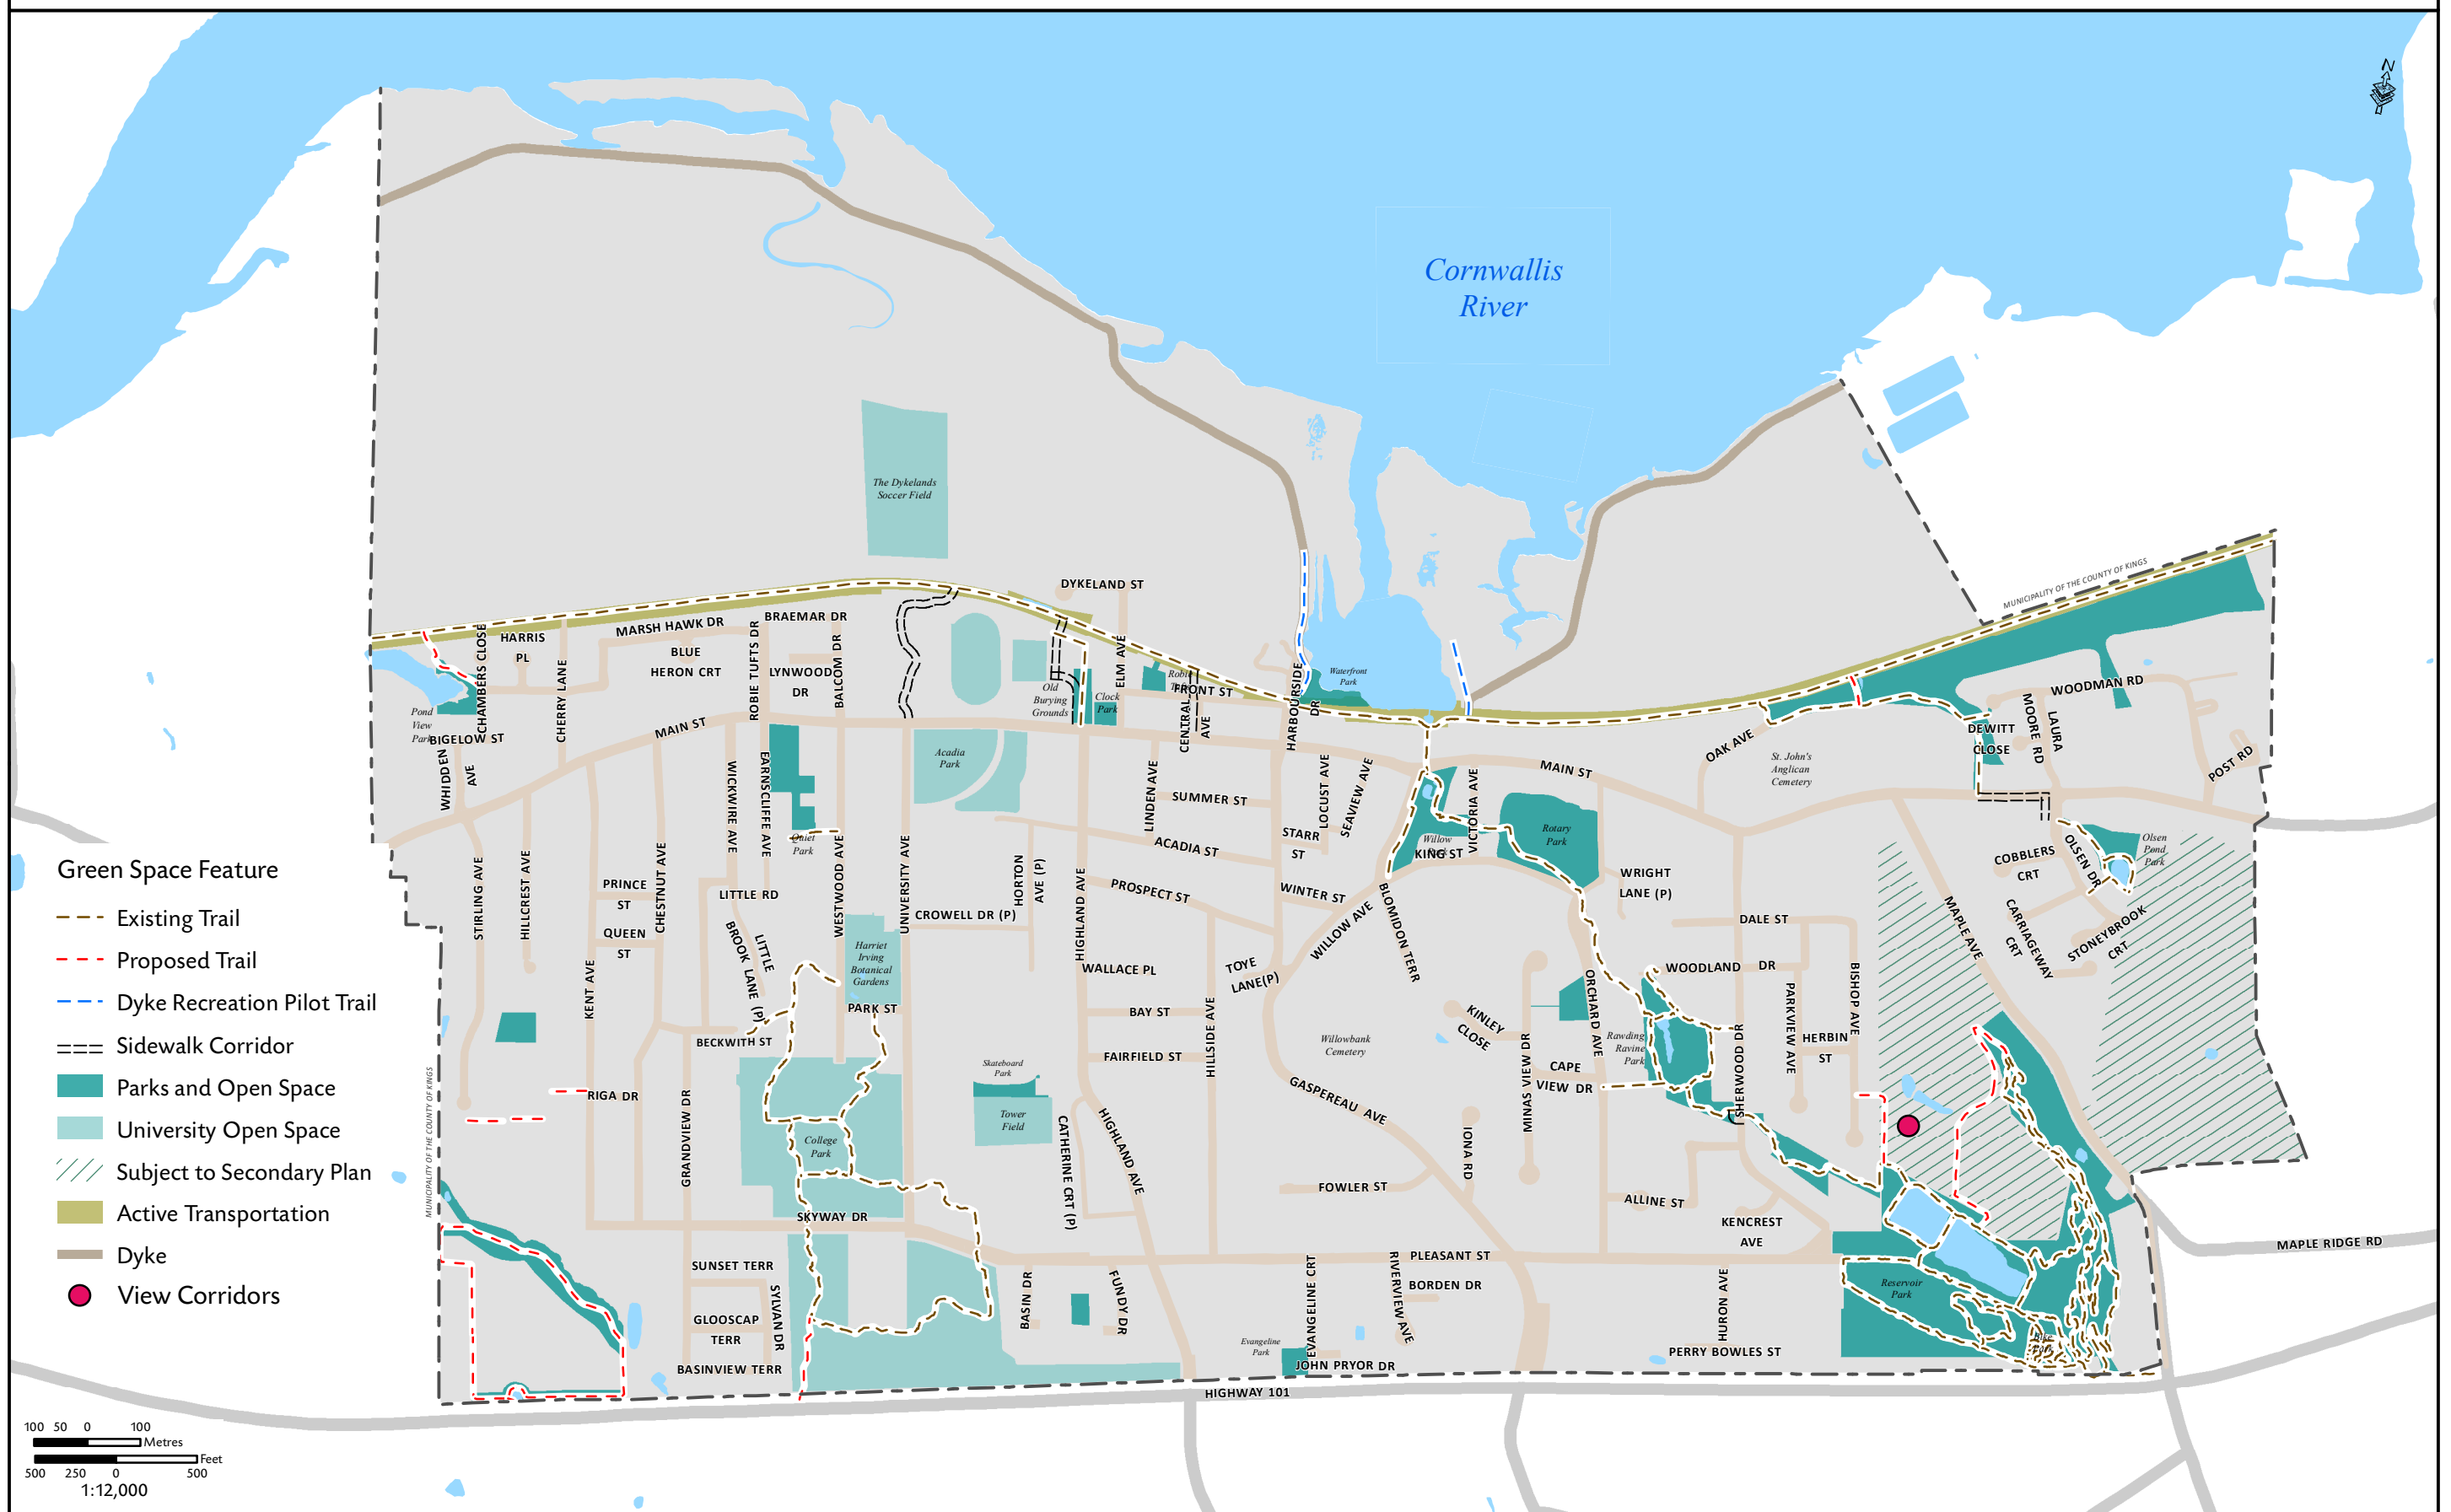 N
Cornwallis
River
The Dykelands
Soccer Field
DYKELAND ST
MUNICIPALITY OF THE COUNTY OF KINGS
BRAEMAR DR
MARSH HAWK DR
HARRIS
PL
CHAMBERS CLOSE
CHERRY LANE
BLUE
HERON CRT
ROBIE TUFTS DR
LYNWOOD
DR
BALCOM DR
ELM AVE
Old
Burying
Grounds
Clock
Park
FRONT ST
CENTRAL
AVE
HARBOURSIDE
DR
Waterfront
Park
WOODMAN RD
MOORE RD
LAURA
DEWITT
CLOSE
POST RD
Pond
View
Park
BIGELOW ST
MAIN ST
WHIDDEN
AVE
WICKWIRE AVE
EARNSCLIFFE AVE
Acadia
Park
LINDEN AVE
SUMMER ST
LOCUST AVE
SEAVIEW AVE
VICTORIA AVE
MAIN ST
OAK AVE
St. John's
Anglican
Cemetery
Quiet
Park
ACADIA ST
STARR
ST
Willow
KING ST
Rotary
Park
OLSEN DR
Olsen
Pond
Park
COBBLERS
CRT
STIRLING AVE
HILLCREST AVE
PRINCE
ST
QUEEN
ST
CHESTNUT AVE
KENT AVE
LITTLE RD
LITTLE
BROOK LANE (P)
WESTWOOD AVE
UNIVERSITY AVE
CROWELL DR (P)
HORTON
AVE (P)
HIGHLAND AVE
PROSPECT ST
WINTER ST
WILLOW AVE
BLOMIDON TERR
WRIGHT
LANE (P)
DALE ST
MAPLE AVE
CARRIAGEWAY
CRT
STONEYBROOK
CRT
Harriet
Irving
Botanical
Gardens
PARK ST
BECKWITH ST
WALLACE PL
TOYE
LANE(P)
BAY ST
FAIRFIELD ST
HILLSIDE AVE
Willowbank
Cemetery
KINLEY
CLOSE
MINAS VIEW DR
ORCHARD AVE
WOODLAND DR
Rawding
Ravine
Park
CAPE
VIEW DR
SHERWOOD DR
PARKVIEW AVE
HERBIN
ST
BISHOP AVE
Skateboard
Park
Tower
Field
College
Park
RIGA DR
GRANDVIEW DR
MUNICIPALITY OF THE COUNTY OF KINGS
CATHERINE CRT (P)
HIGHLAND AVE
GASPEREAU AVE
IONA RD
FOWLER ST
ALLINE ST
KENCREST
AVE
SKYWAY DR
PLEASANT ST
MAPLE RIDGE RD
SUNSET TERR
GLOOSCAP
TERR
SYLVAN DR
BASINVIEW TERR
BASIN DR
FUNDY DR
Evangeline
Park
EVANGELINE CRT
JOHN PRYOR DR
RIVERVIEW AVE
BORDEN DR
HURON AVE
PERRY BOWLES ST
Reservoir
Park
HIGHWAY 101
Green Space Feature
Existing Trail
Proposed Trail
Dyke Recreation Pilot Trail
Sidewalk Corridor
Parks and Open Space
University Open Space
Subject to Secondary Plan
Active Transportation
Dyke
View Corridors
100 50 0 100
Metres
Feet
500 250 0 500
1:12,000